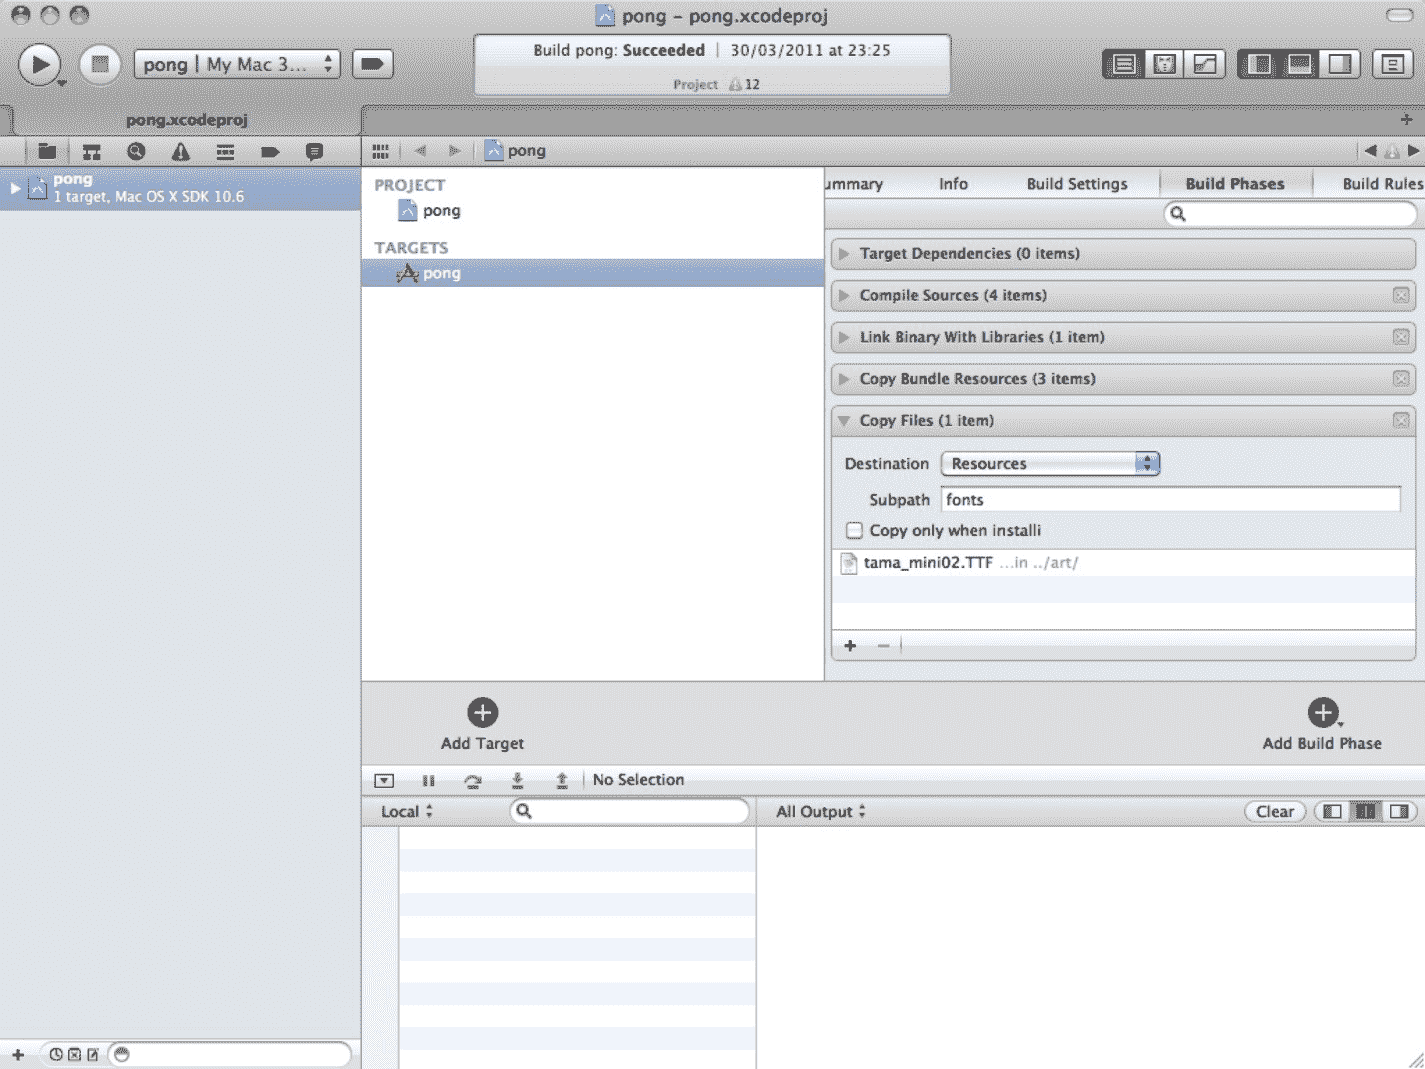 pong – pong.xcodeproj
pong | My Mac 3...
Build pong: Succeeded | 30/03/2011 at 23:25
Project 12
pong.xcodeproj
pong
pong
1 target, Mac OS X SDK 10.6
PROJECT
pong
TARGETS
pong
ummary Info Build Settings Build Phases Build Rules
Target Dependencies (0 items)
Compile Sources (4 items)
Link Binary With Libraries (1 item)
Copy Bundle Resources (3 items)
Copy Files (1 item)
Destination Resources
Subpath fonts
Copy only when installi
tama_mini02.TTF ...in ../art/
Add Target
Add Build Phase
No Selection
Local
All Output
Clear